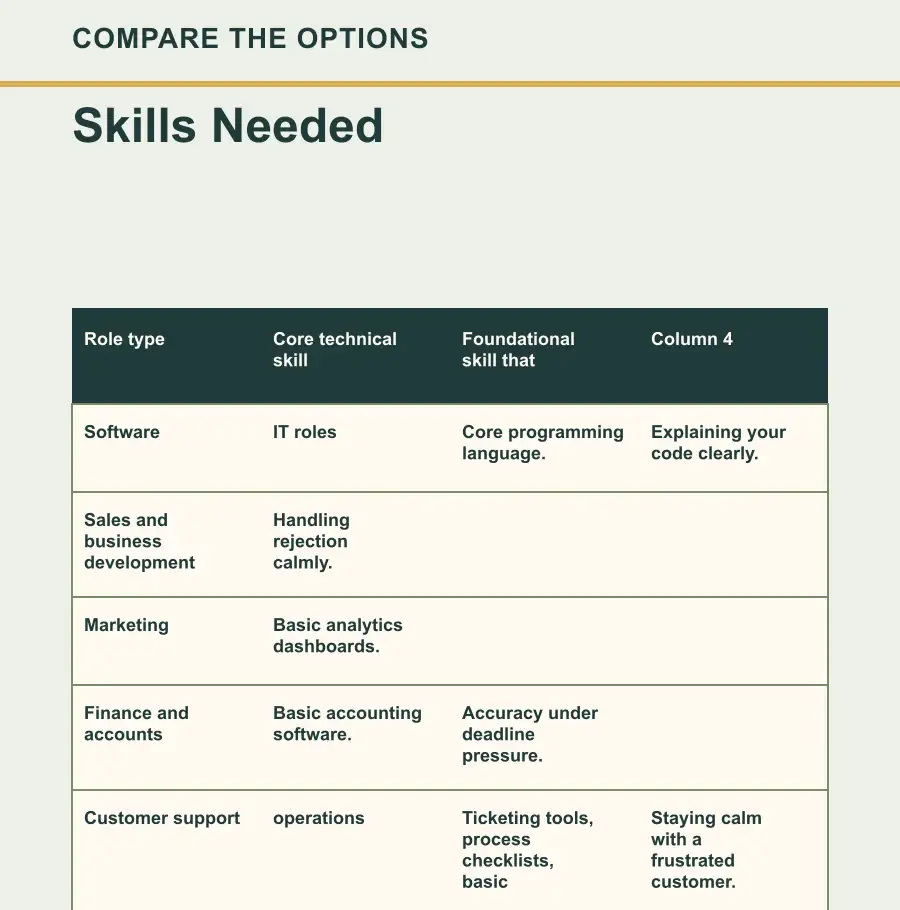 COMPARE THE OPTIONS
Skills Needed
Role type
Core technical
skill
Foundational
skill that
Column 4
Software
IT roles
Core programming
language.
Explaining your
code clearly.
Sales and
business
development
Handling
rejection
calmly.
Marketing
Basic analytics
dashboards.
Finance and
accounts
Basic accounting
software.
Accuracy under
deadline
pressure.
Customer support
operations
Ticketing tools,
process
checklists,
basic
Staying calm
with a
frustrated
customer.